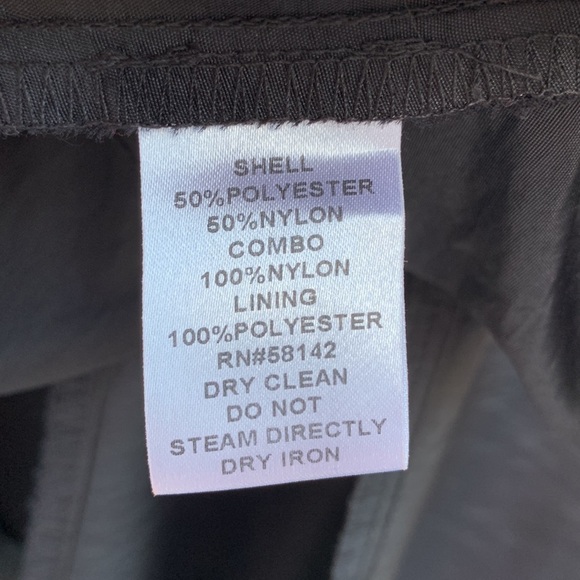 SHELL
50%POLYESTER
50%NYLON
COMBO
100%NYLON
LINING
100%POLYESTER
RN#58142
DRY CLEAN
DO NOT
STEAM DIRECTLY
DRY IRON